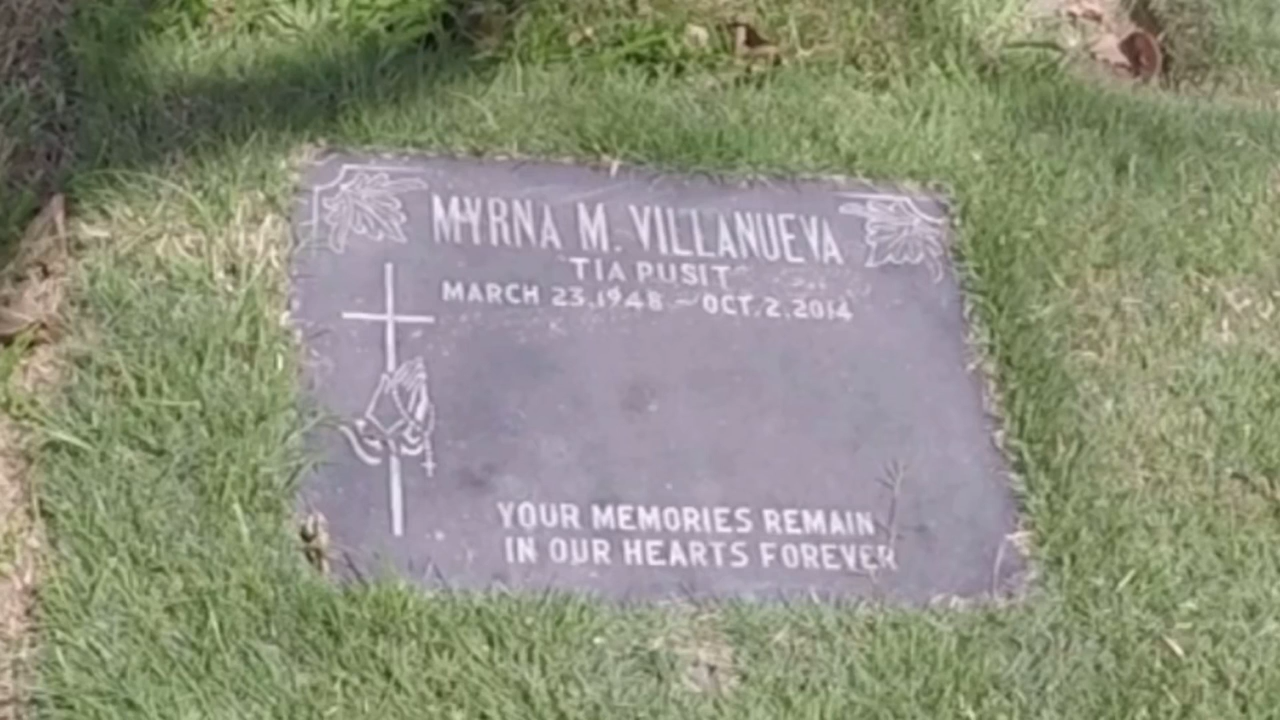 MYRNA M. VILLANUEVA
TIA PUSIT
MARCH 23,1948 – OCT.2.2014
YOUR MEMORIES REMAIN
IN OUR HEARTS FOREVER